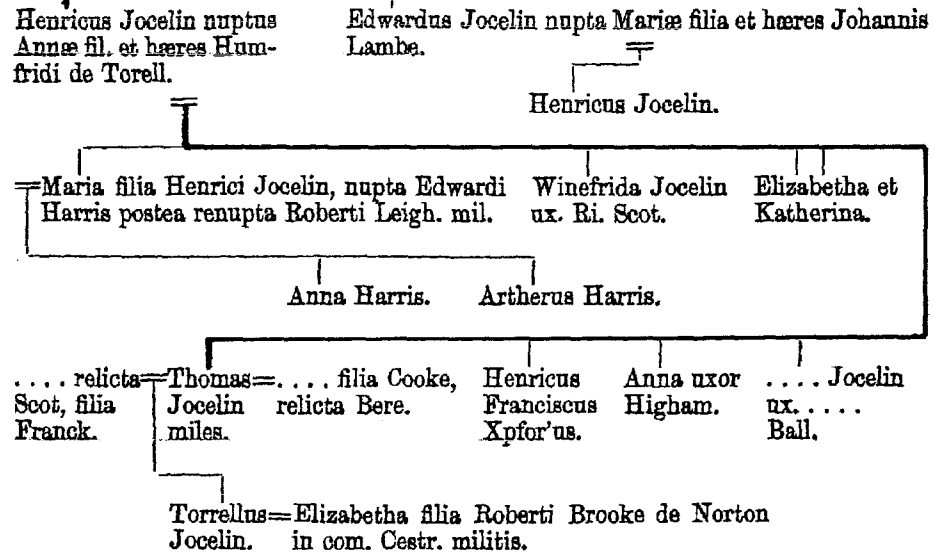 Henricus Jocelin nuptus
Annæ fil. et hæres Hum-
fridi de Torell.
Edwardus Jocelin nupta Mariæ filia et hæres Johannis
Lambe.
Henricus Jocelin.
Maria filia Henrici Jocelin, nupta Edwardi
Harris postea renupta Roberti Leigh. mil.
Winefrida Jocelin
ux. Ri. Scot.
Elizabetha et
Katherina.
Anna Harris.
Artherus Harris.
. . . . relicta
Scot, filia
Franck.
Thomas
Jocelin
miles.
. . . . filia Cooke,
relicta Bere.
Henricus
Franciscus
Xpfor'us.
Anna uxor
Higham.
. . . . Jocelin
ux. . . . .
Ball.
Torrellus=Elizabetha filia Roberti Brooke de Norton
Jocelin. in com. Cestr. militis.